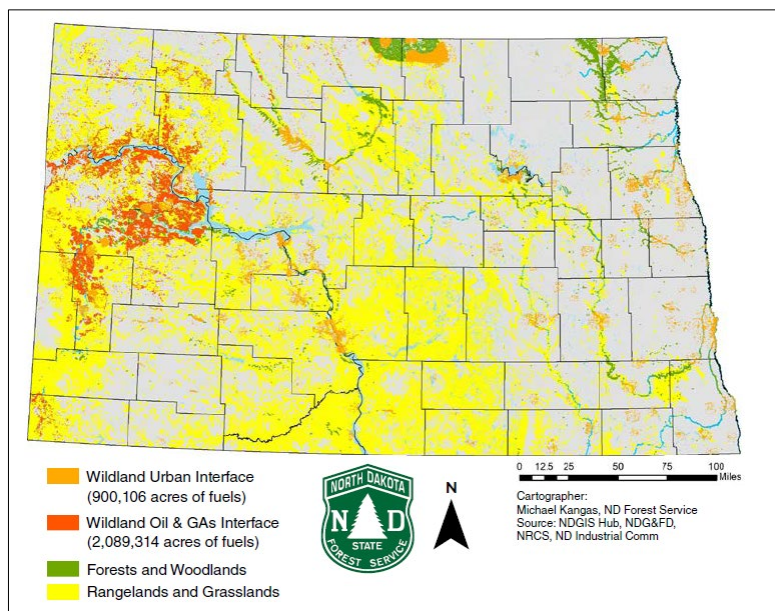 Wildland Urban Interface
(900,106 acres of fuels)
Wildland Oil & GAs Interface
(2,089,314 acres of fuels)
Forests and Woodlands
Rangelands and Grasslands
NORTH DAKOTA
N D
STATE
FOREST SERVICE
N
0 12.5 25 50 75 100
Miles
Cartographer:
Michael Kangas, ND Forest Service
Source: NDGIS Hub, NDG&FD,
NRCS, ND Industrial Comm